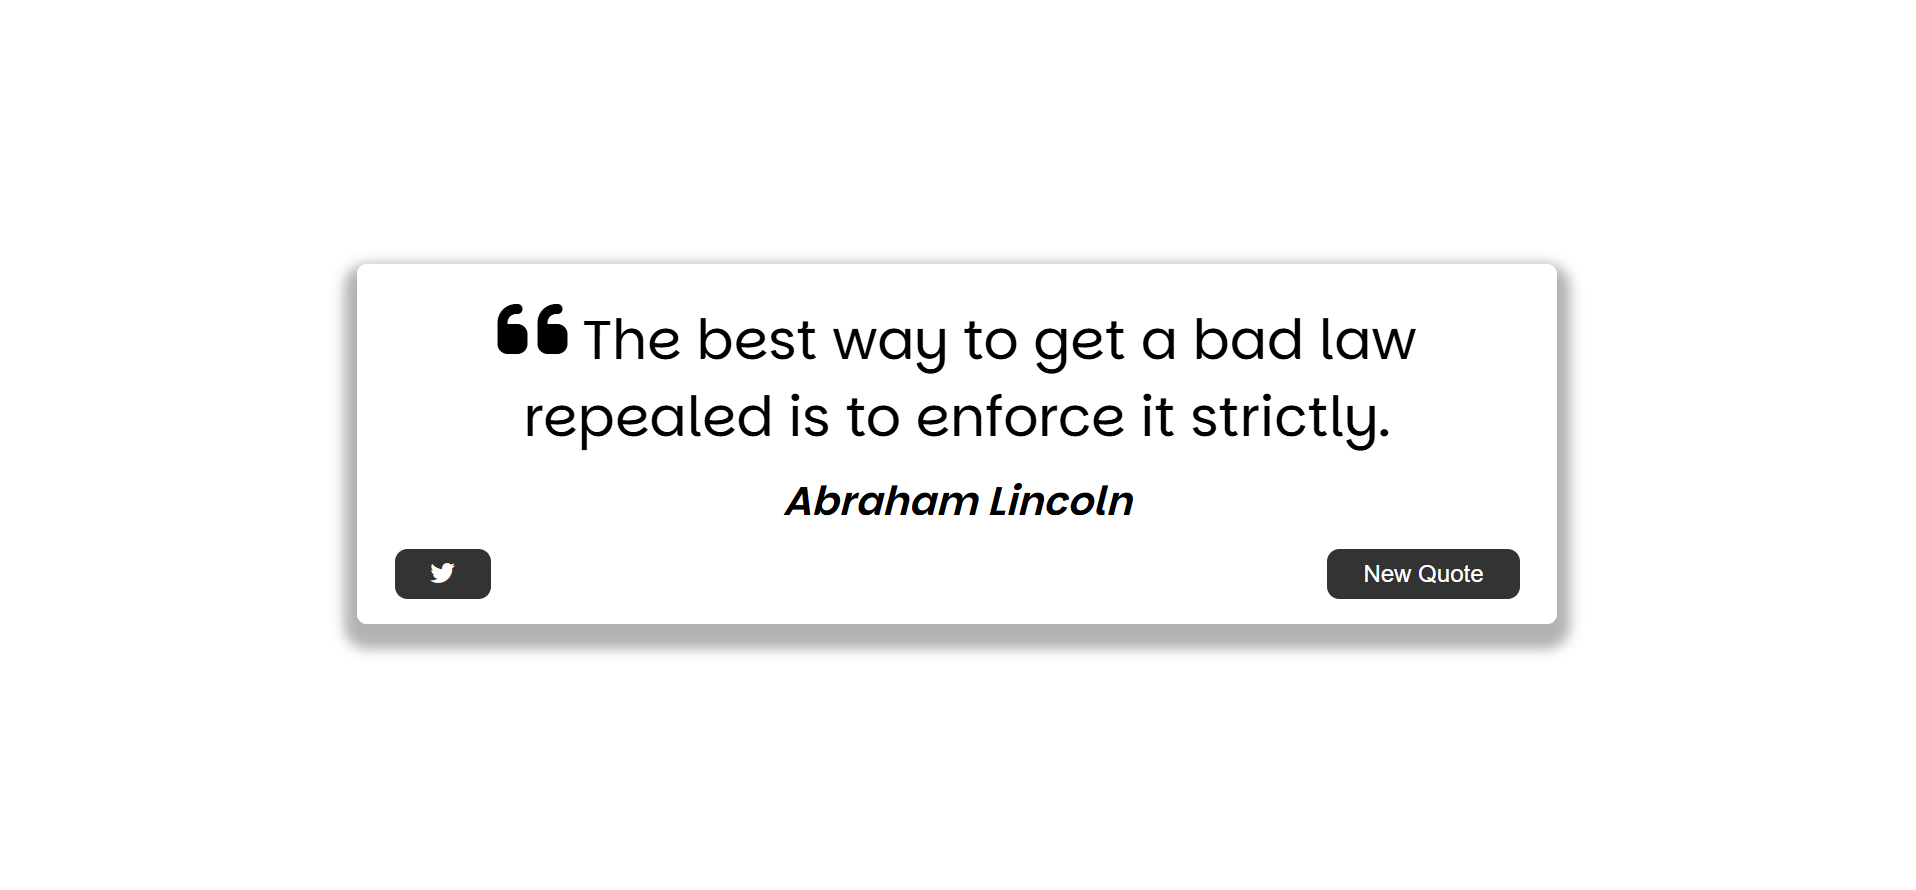 “ The best way to get a bad law
repealed is to enforce it strictly.
Abraham Lincoln
New Quote